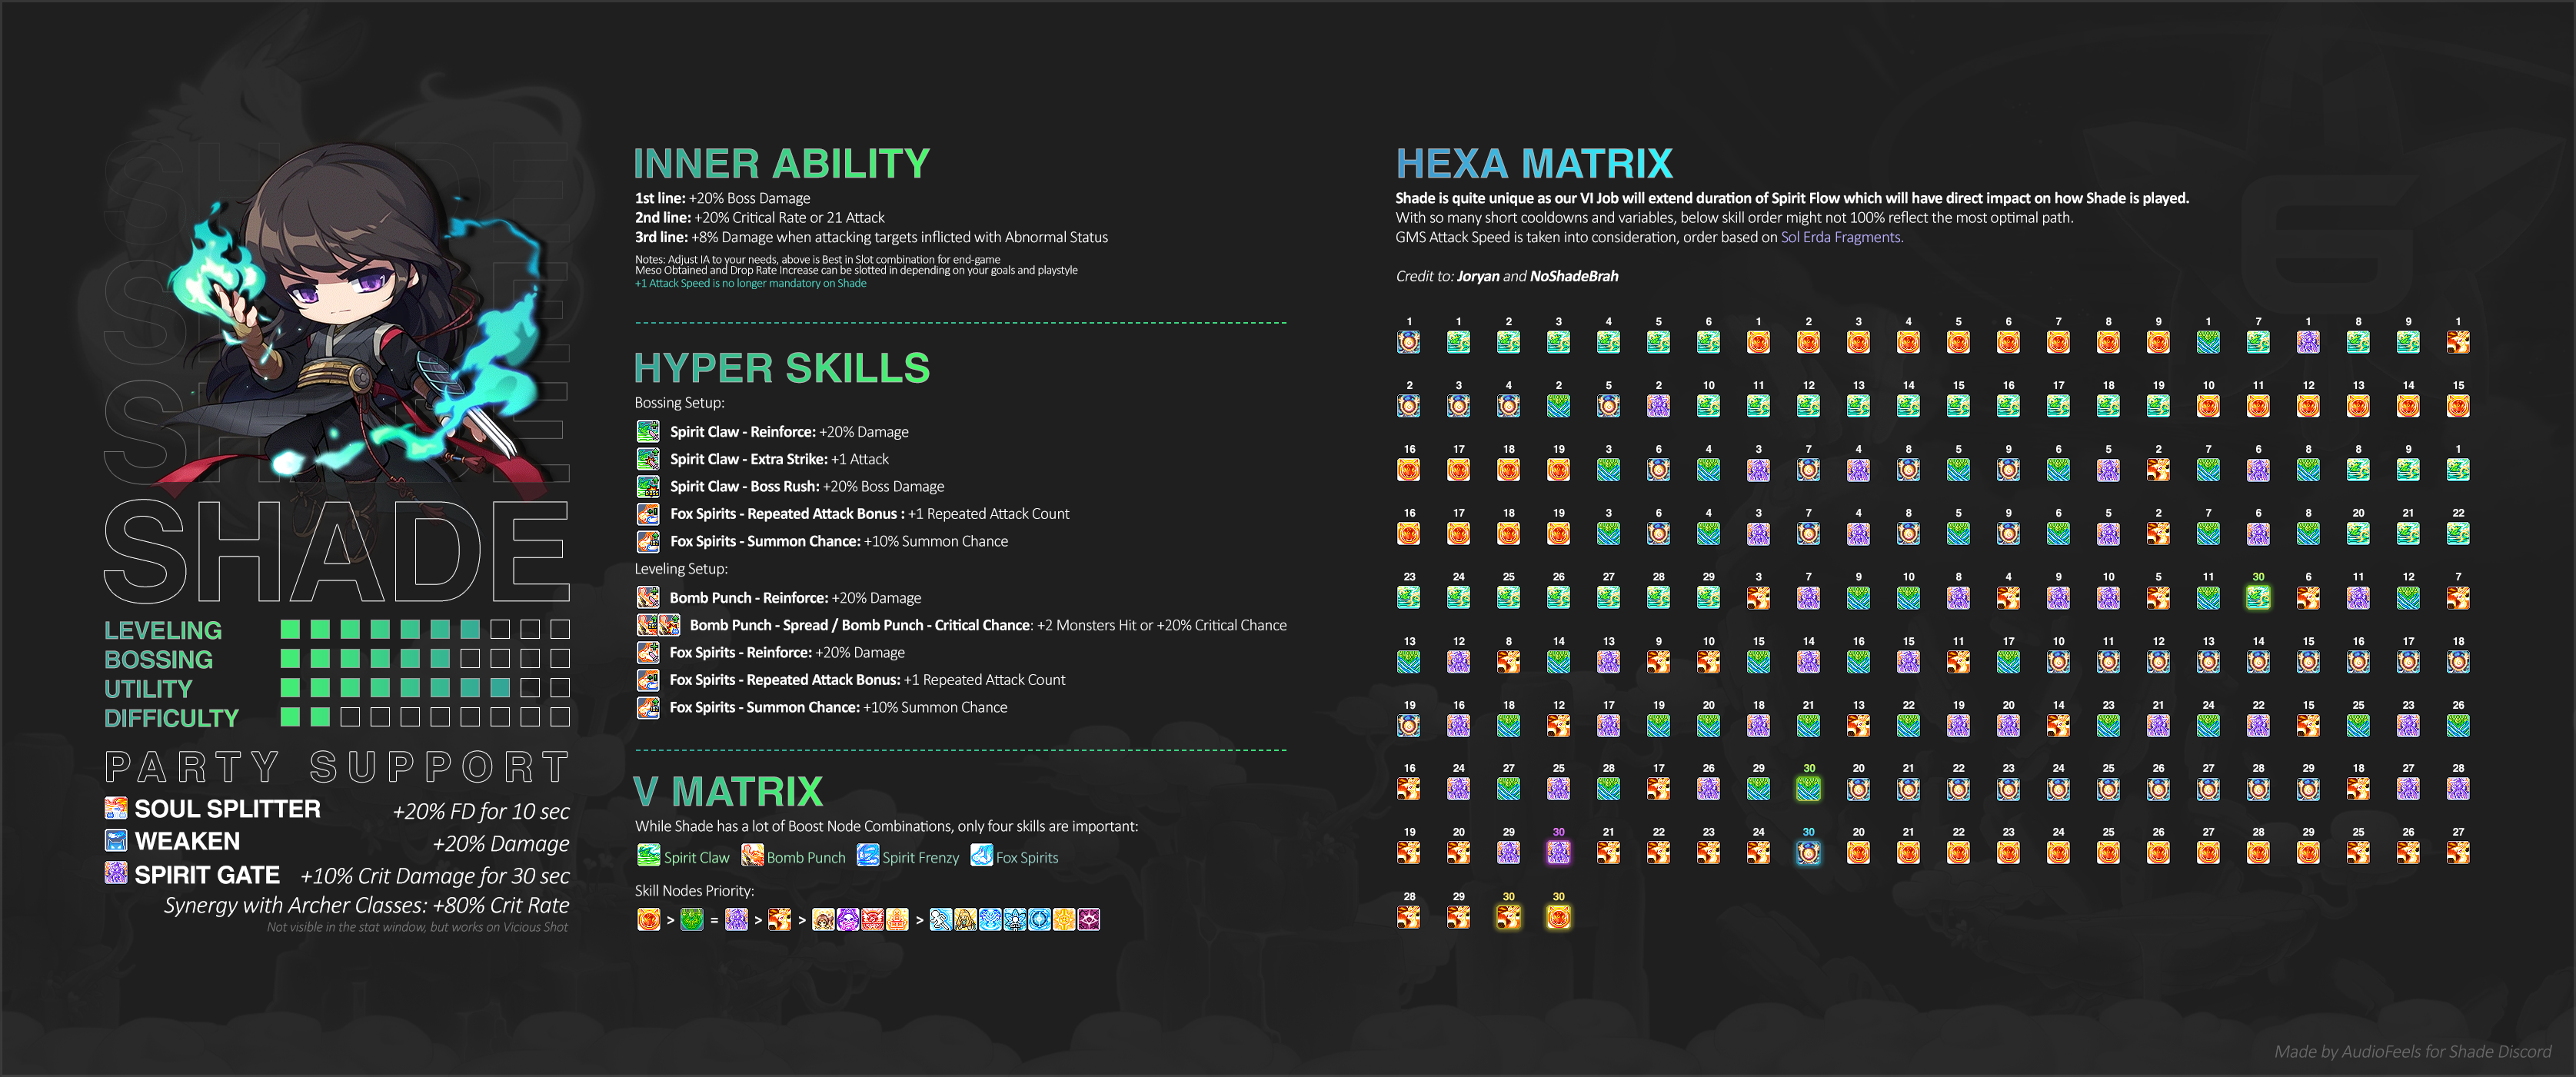 SHADE
LEVELING
BOSSING
UTILITY
DIFFICULTY
PARTY SUPPORT
SOUL SPLITTER +20% FD for 10 sec
WEAKEN +20% Damage
SPIRIT GATE +10% Crit Damage for 30 sec
Synergy with Archer Classes: +80% Crit Rate
Not visible in the stat window, but works on Vicious Shot
INNER ABILITY
1st line: +20% Boss Damage
2nd line: +20% Critical Rate or 21 Attack
3rd line: +8% Damage when attacking targets inflicted with Abnormal Status
Notes: Adjust IA to your needs, above is Best in Slot combination for end-game
Meso Obtained and Drop Rate Increase can be slotted in depending on your goals and playstyle
+1 Attack Speed is no longer mandatory on Shade
HYPER SKILLS
Bossing Setup:
Spirit Claw - Reinforce: +20% Damage
Spirit Claw - Extra Strike: +1 Attack
Spirit Claw - Boss Rush: +20% Boss Damage
Fox Spirits - Repeated Attack Bonus : +1 Repeated Attack Count
Fox Spirits - Summon Chance: +10% Summon Chance
Leveling Setup:
Bomb Punch - Reinforce: +20% Damage
Bomb Punch - Spread / Bomb Punch - Critical Chance: +2 Monsters Hit or +20% Critical Chance
Fox Spirits - Reinforce: +20% Damage
Fox Spirits - Repeated Attack Bonus: +1 Repeated Attack Count
Fox Spirits - Summon Chance: +10% Summon Chance
V MATRIX
While Shade has a lot of Boost Node Combinations, only four skills are important:
Spirit Claw Bomb Punch Spirit Frenzy Fox Spirits
Skill Nodes Priority:
> = > > >
HEXA MATRIX
Shade is quite unique as our VI Job will extend duration of Spirit Flow which will have direct impact on how Shade is played.
With so many short cooldowns and variables, below skill order might not 100% reflect the most optimal path.
GMS Attack Speed is taken into consideration, order based on Sol Erda Fragments.
Credit to: Joryan and NoShadeBrah
1 1 2 3 4 5 6 1 2 3 4 5 6 7 8 9 1 7 1 8 9 1
2 3 4 2 5 2 10 11 12 13 14 15 16 17 18 19 10 11 12 13 14 15
16 17 18 19 3 6 4 3 7 4 8 5 9 6 5 2 7 6 8 8 9 1
16 17 18 19 3 6 4 3 7 4 8 5 9 6 5 2 7 6 8 20 21 22
23 24 25 26 27 28 29 3 7 9 10 8 4 9 10 5 11 30 6 11 12 7
13 12 8 14 13 9 10 15 14 16 15 11 17 10 11 12 13 14 15 16 17 18
19 16 18 12 17 19 20 18 21 13 22 19 20 14 23 21 24 22 15 25 23 26
16 24 27 25 28 17 26 29 30 20 21 22 23 24 25 26 27 28 29 18 27 28
19 20 29 30 21 22 23 24 30 20 21 22 23 24 25 26 27 28 29 25 26 27
28 29 30 30
Made by AudioFeels for Shade Discord